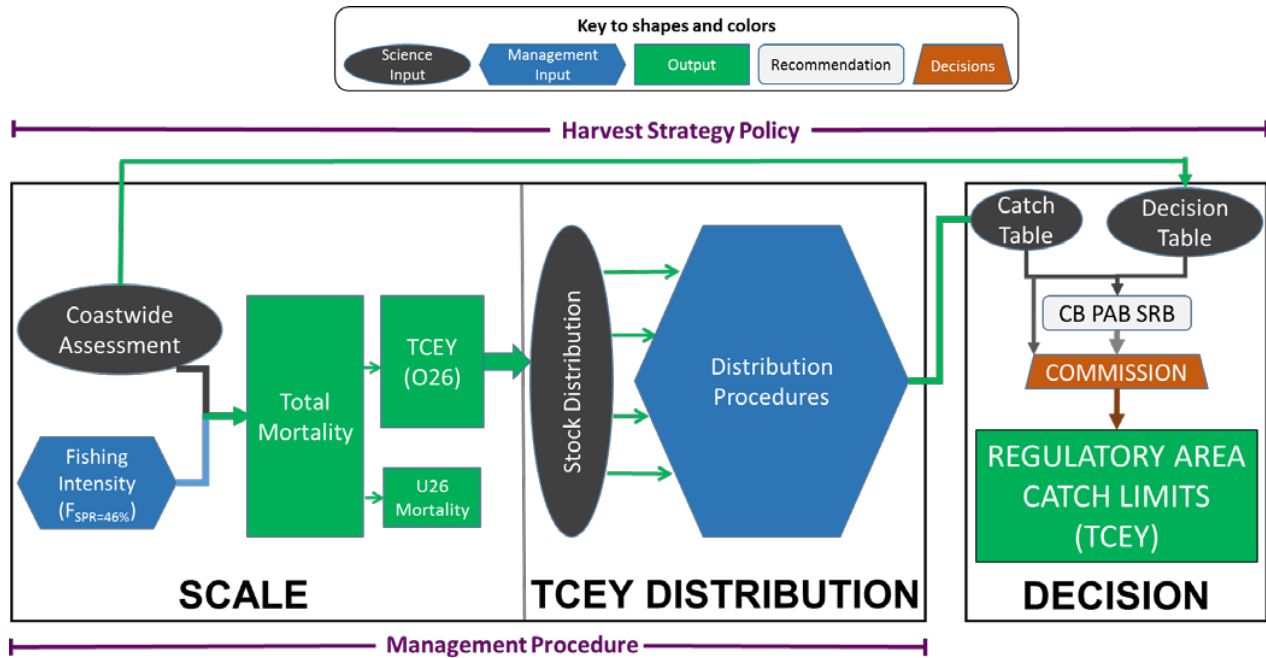 Key to shapes and colors
Science
Input
Management
Input
Output
Recommendation
Decisions
Harvest Strategy Policy
Coastwide
Assessment
Fishing
Intensity
(FSPR=46%)
Total
Mortality
TCEY
(O26)
U26
Mortality
SCALE
Stock Distribution
Distribution
Procedures
TCEY DISTRIBUTION
Catch
Table
Decision
Table
CB PAB SRB
COMMISSION
REGULATORY AREA
CATCH LIMITS
(TCEY)
DECISION
Management Procedure